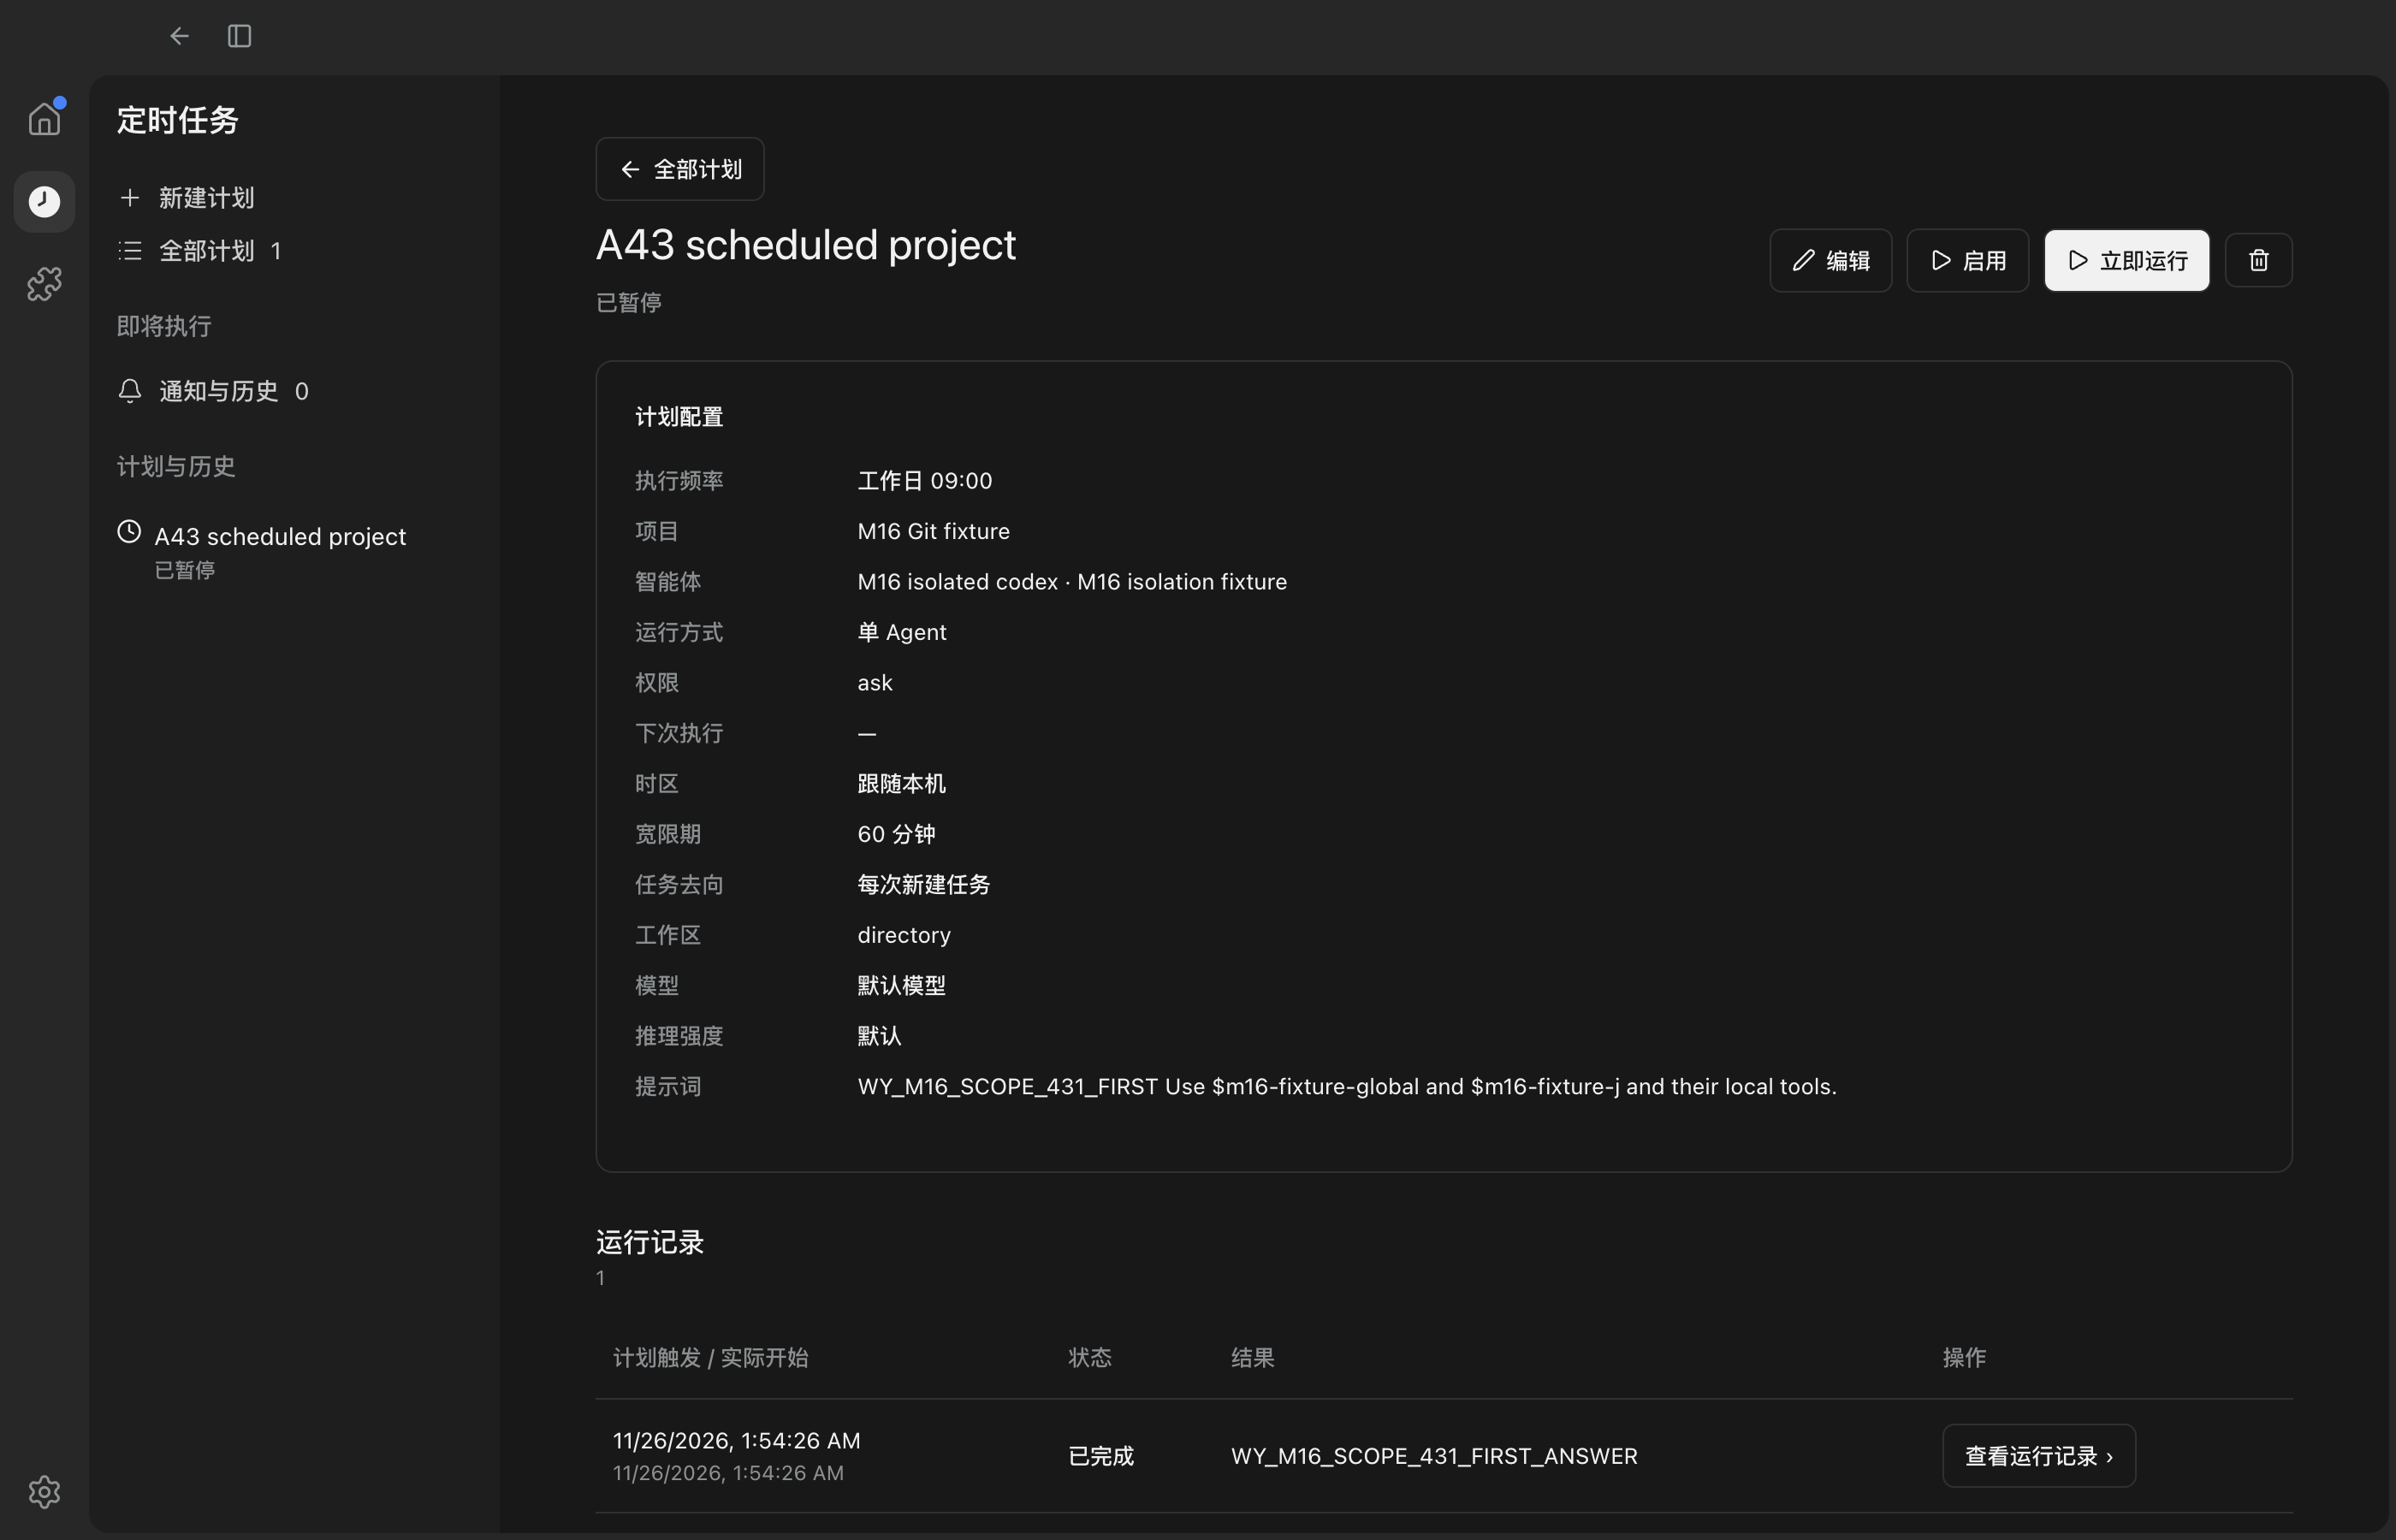 定时任务
新建计划
全部计划 1
即将执行
通知与历史 0
计划与历史
A43 scheduled project
已暂停
全部计划
A43 scheduled project
已暂停
编辑
启用
立即运行
计划配置
执行频率 工作日 09:00
项目 M16 Git fixture
智能体 M16 isolated codex · M16 isolation fixture
运行方式 单 Agent
权限 ask
下次执行 —
时区 跟随本机
宽限期 60 分钟
任务去向 每次新建任务
工作区 directory
模型 默认模型
推理强度 默认
提示词 WY_M16_SCOPE_431_FIRST Use $m16-fixture-global and $m16-fixture-j and their local tools.
运行记录
1
计划触发 / 实际开始 状态 结果 操作
11/26/2026, 1:54:26 AM
11/26/2026, 1:54:26 AM
已完成
WY_M16_SCOPE_431_FIRST_ANSWER
查看运行记录 ›